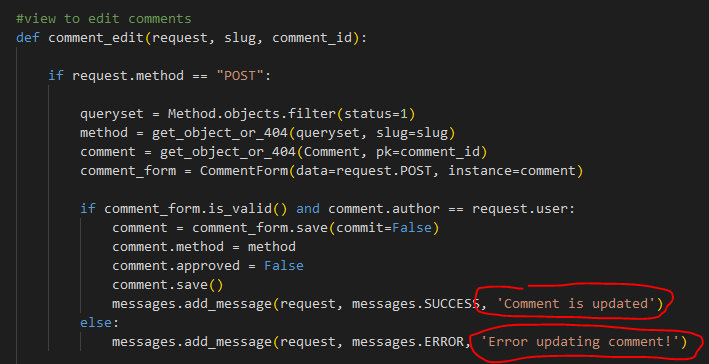 #view to edit comments
def comment_edit(request, slug, comment_id):
if request.method == "POST":
queryset = Method.objects.filter(status=1)
method = get_object_or_404(queryset, slug=slug)
comment = get_object_or_404(Comment, pk=comment_id)
comment_form = CommentForm(data=request.POST, instance=comment)
if comment_form.is_valid() and comment.author == request.user:
comment = comment_form.save(commit=False)
comment.method = method
comment.approved = False
comment.save()
messages.add_message(request, messages.SUCCESS, 'Comment is updated')
else:
messages.add_message(request, messages.ERROR, 'Error updating comment!')